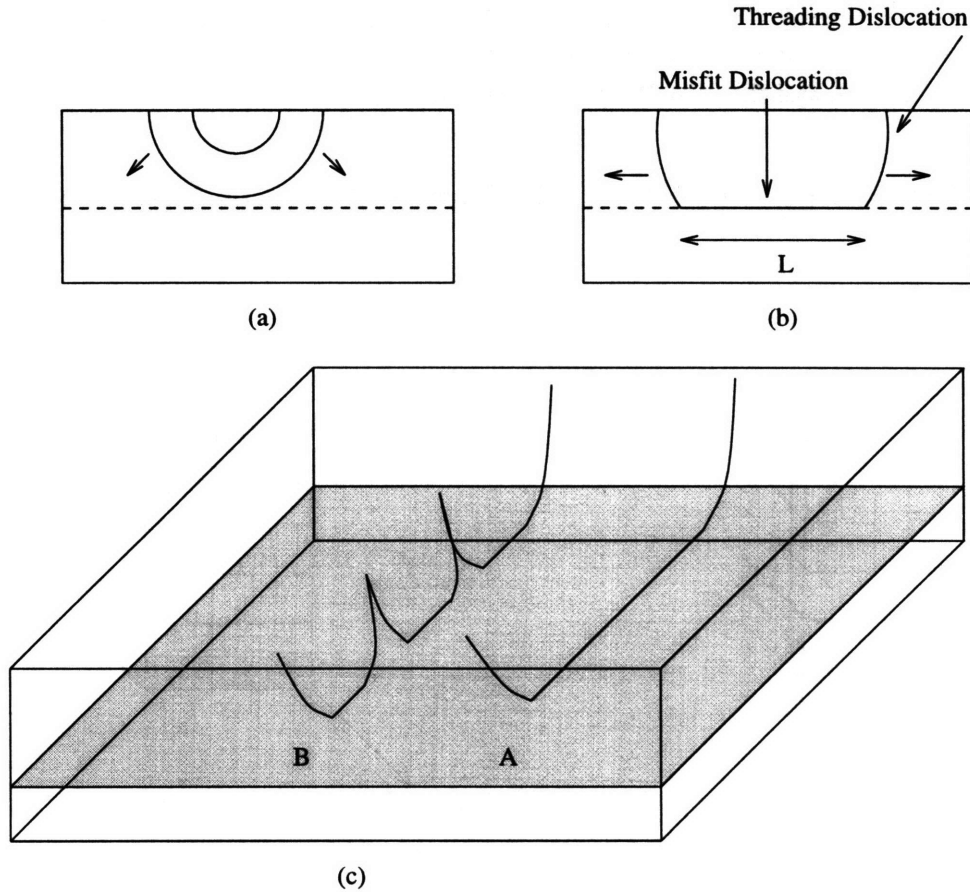 Threading Dislocation
Misfit Dislocation
L
(a)
(b)
B
A
(c)